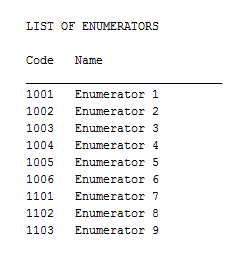 LIST OF ENUMERATORS
Code Name
1001 Enumerator 1
1002 Enumerator 2
1003 Enumerator 3
1004 Enumerator 4
1005 Enumerator 5
1006 Enumerator 6
1101 Enumerator 7
1102 Enumerator 8
1103 Enumerator 9